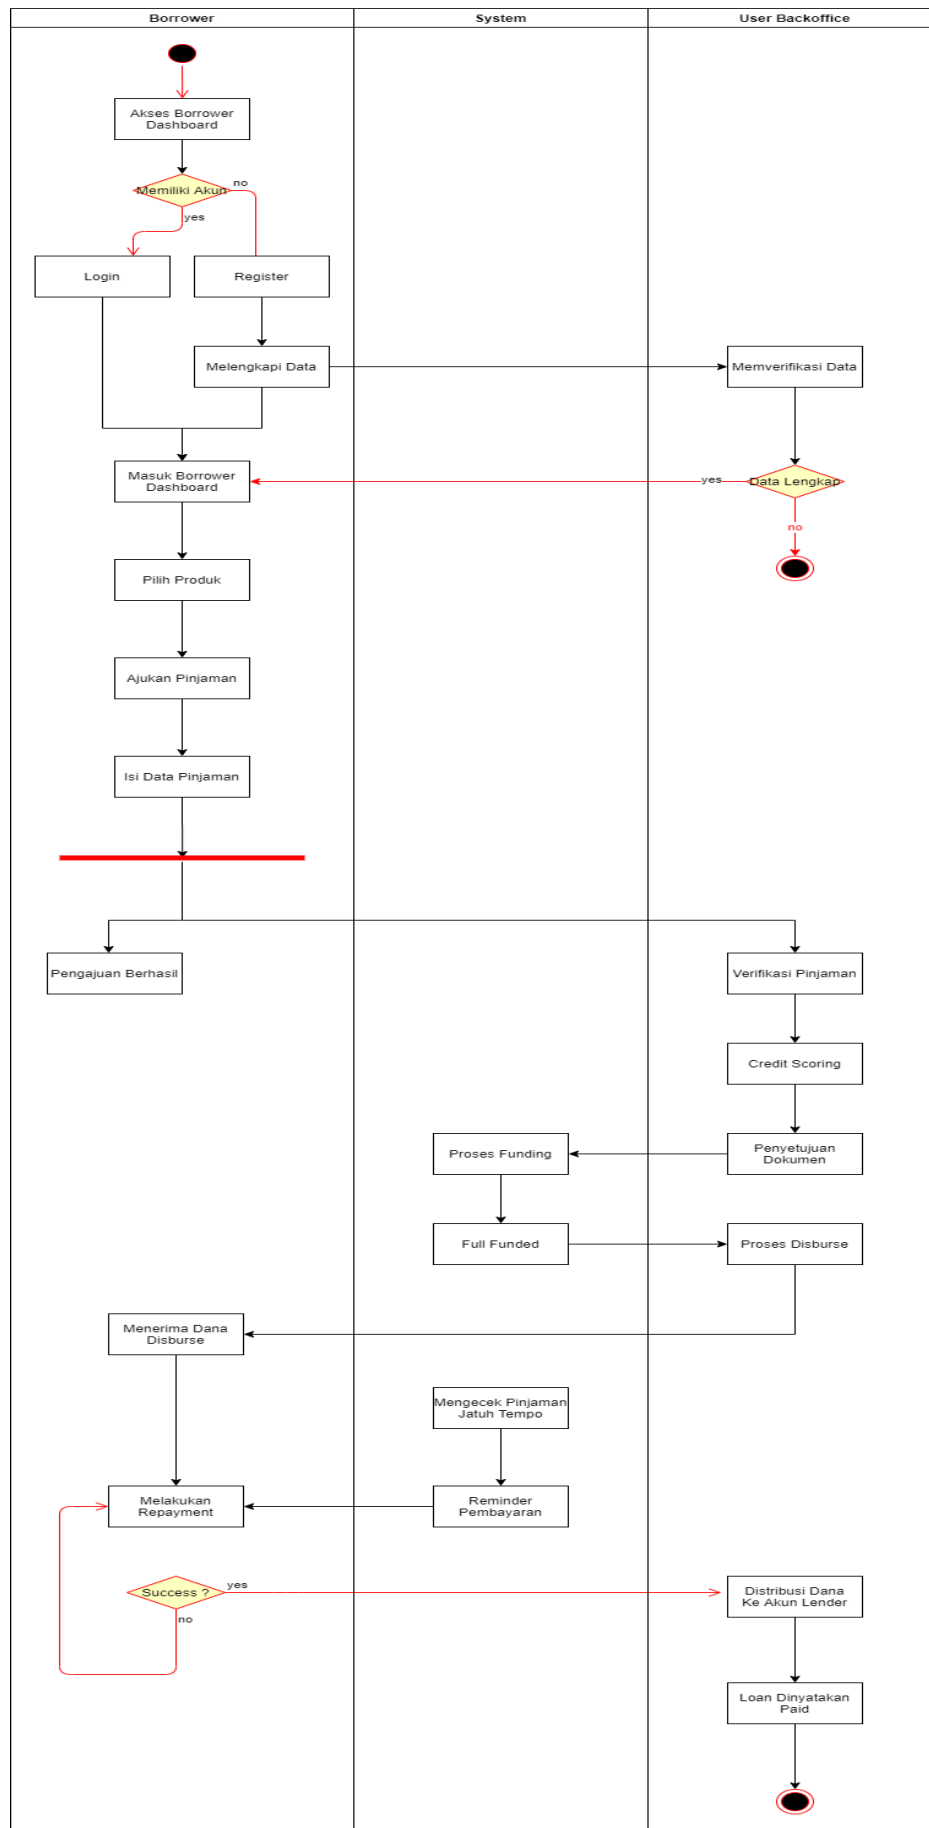 Borrower
System
User Backoffice
Akses Borrower
Dashboard
Memiliki Akun
no
yes
Login
Register
Melengkapi Data
Memverifikasi Data
Masuk Borrower
Dashboard
yes
Data Lengkap
no
Pilih Produk
Ajukan Pinjaman
Isi Data Pinjaman
Pengajuan Berhasil
Verifikasi Pinjaman
Credit Scoring
Proses Funding
Penyetujuan
Dokumen
Full Funded
Proses Disburse
Menerima Dana
Disburse
Mengecek Pinjaman
Jatuh Tempo
Melakukan
Repayment
Reminder
Pembayaran
Success ?
yes
no
Distribusi Dana
Ke Akun Lender
Loan Dinyatakan
Paid